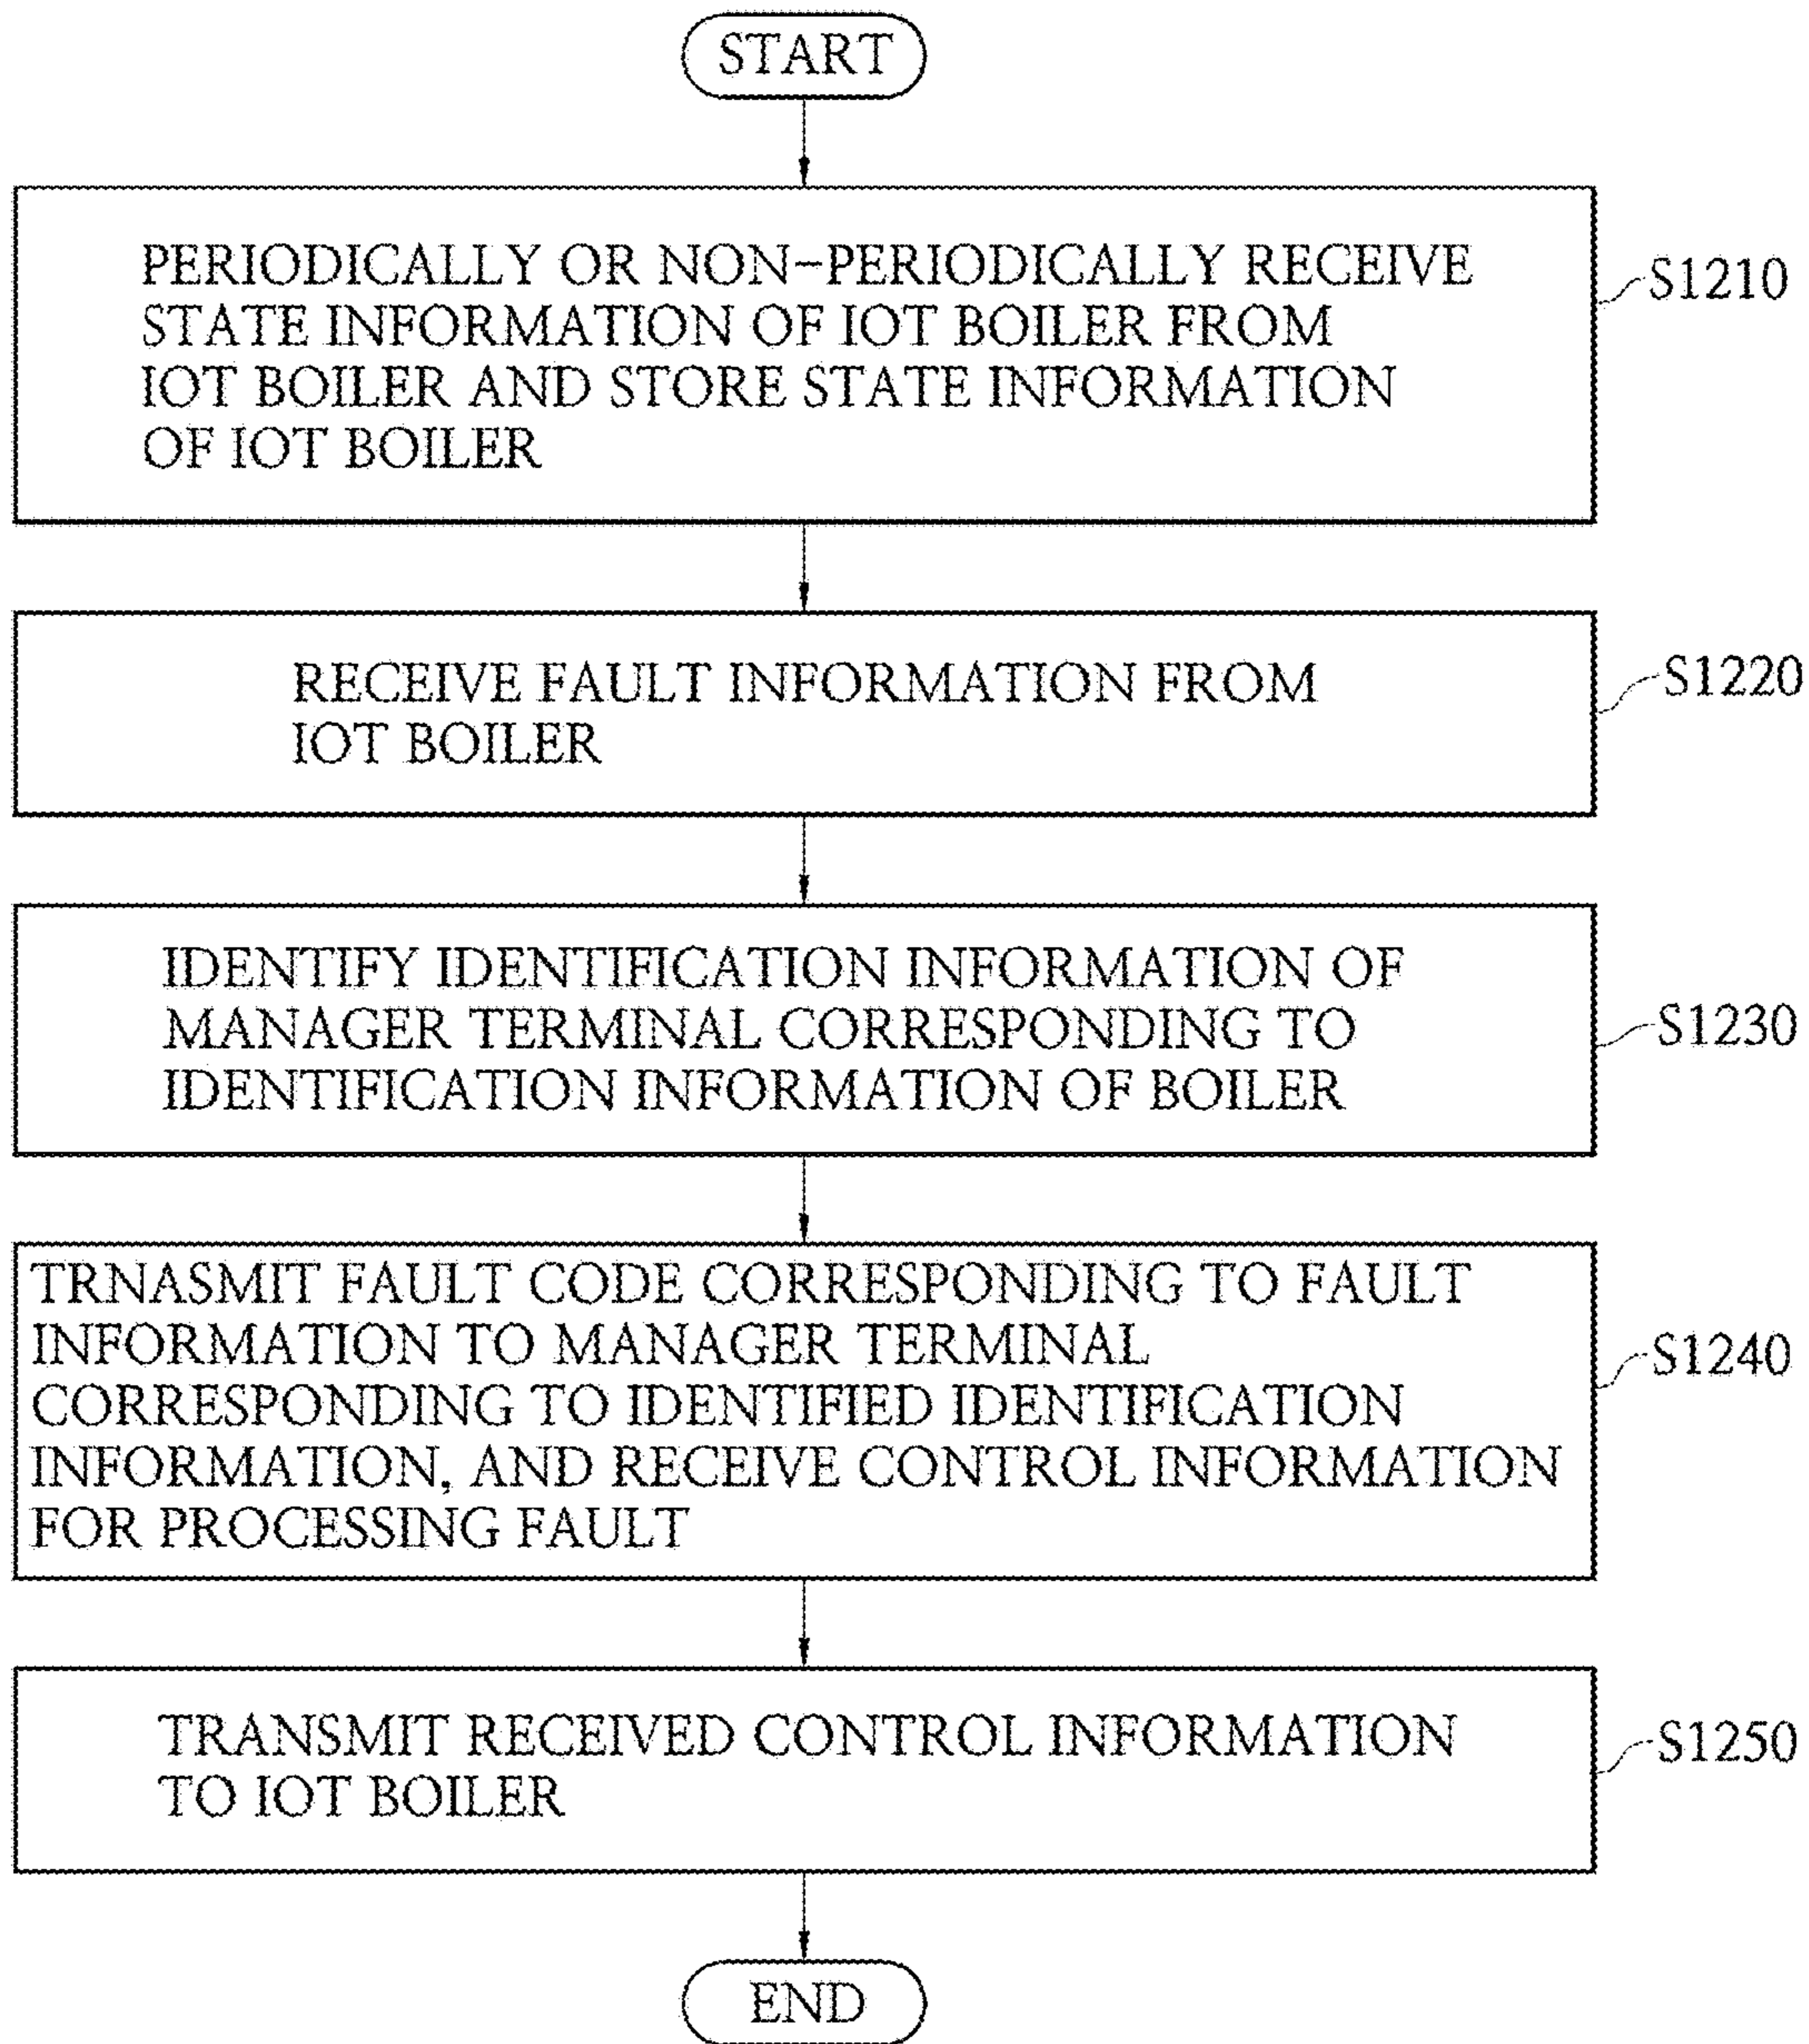 START
PERIODICALLY OR NON-PERIODICALLY RECEIVE
STATE INFORMATION OF IOT BOILER FROM
IOT BOILER AND STORE STATE INFORMATION
OF IOT BOILER
S1210
RECEIVE FAULT INFORMATION FROM
IOT BOILER
S1220
IDENTIFY IDENTIFICATION INFORMATION OF
MANAGER TERMINAL CORRESPONDING TO
IDENTIFICATION INFORMATION OF BOILER
S1230
TRNASMIT FAULT CODE CORRESPONDING TO FAULT
INFORMATION TO MANAGER TERMINAL
CORRESPONDING TO IDENTIFIED IDENTIFICATION
INFORMATION, AND RECEIVE CONTROL INFORMATION
FOR PROCESSING FAULT
S1240
TRANSMIT RECEIVED CONTROL INFORMATION
TO IOT BOILER
S1250
END